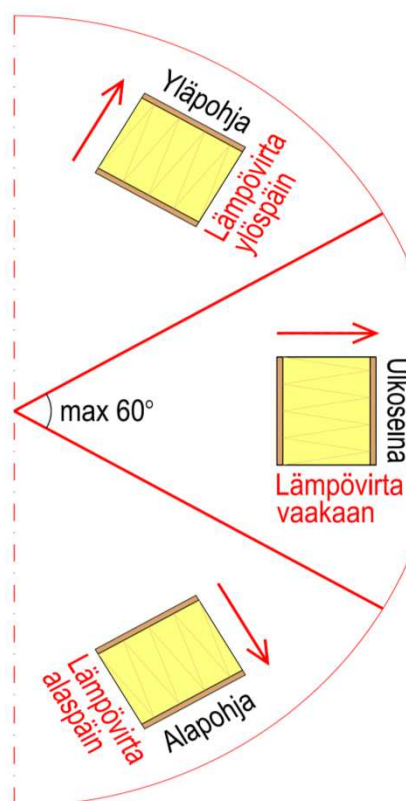 Yläpohja
Lämpövirta
ylöspäin
max 60°
Ulkoseinä
Lämpövirta
vaakaan
Lämpövirta
alaspäin
Alapohja